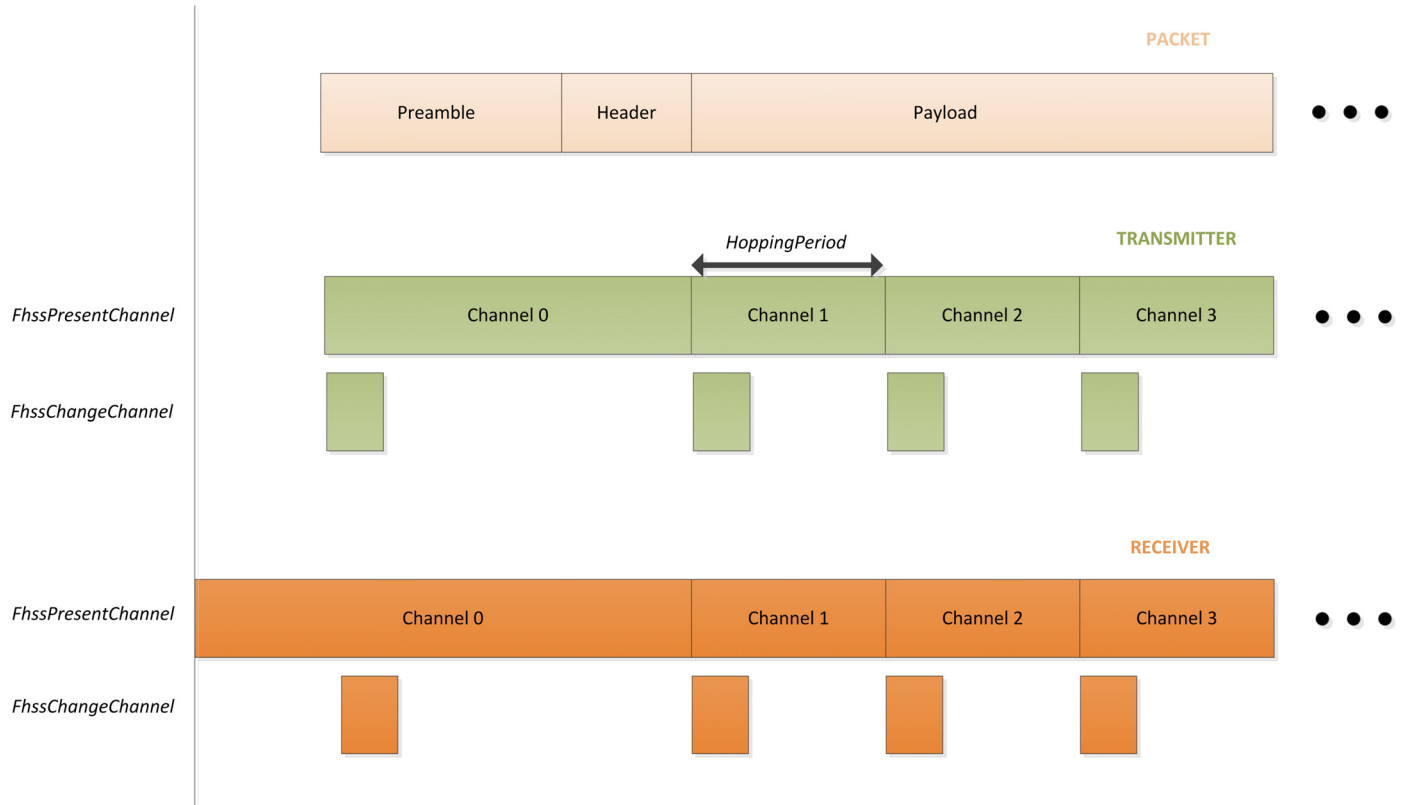 PACKET
Preamble
Header
Payload
HoppingPeriod
TRANSMITTER
FhssPresentChannel
Channel 0
Channel 1
Channel 2
Channel 3
FhssChangeChannel
RECEIVER
FhssPresentChannel
Channel 0
Channel 1
Channel 2
Channel 3
FhssChangeChannel